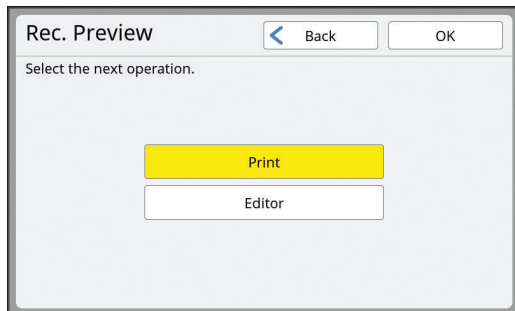 Rec. Preview Back OK
Select the next operation.
Print
Editor